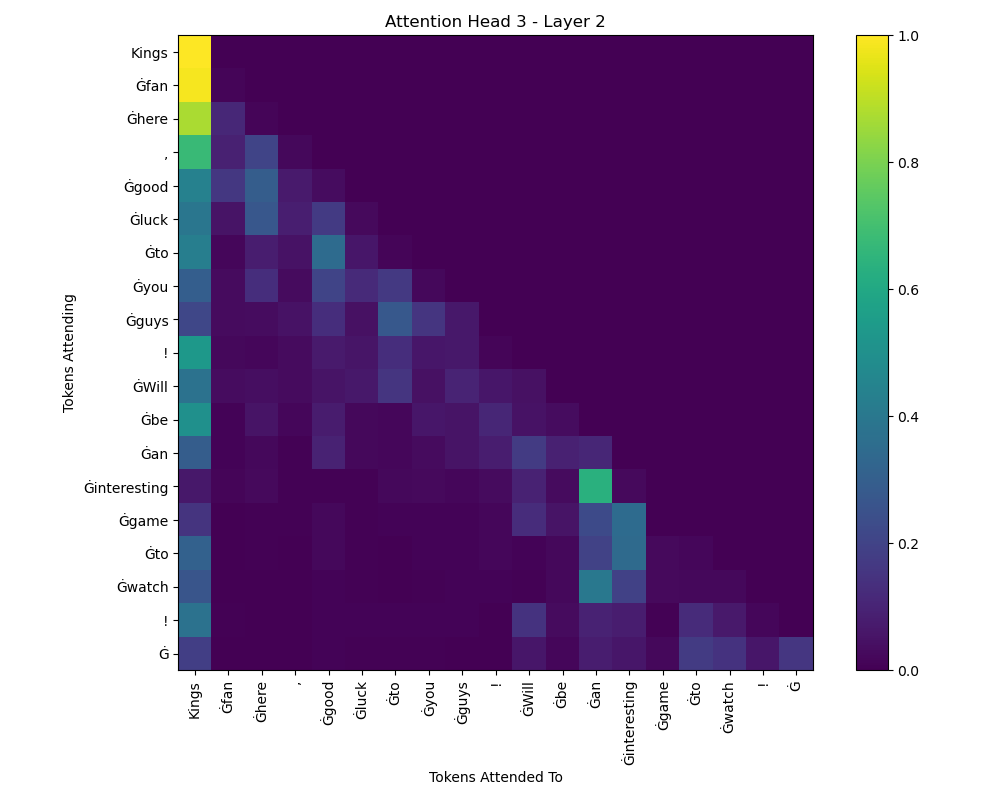 Attention Head 3 - Layer 2
Tokens Attending
Kings
Ġfan
Ġhere
,
Ġgood
Ġluck
Ġto
Ġyou
Ġguys
!
ĠWill
Ġbe
Ġan
Ġinteresting
Ġgame
Ġto
Ġwatch
!
Ġ
Kings
Ġfan
Ġhere
,
Ġgood
Ġluck
Ġto
Ġyou
Ġguys
!
ĠWill
Ġbe
Ġan
Ġinteresting
Ġgame
Ġto
Ġwatch
!
Ġ
Tokens Attended To
1.0
0.8
0.6
0.4
0.2
0.0